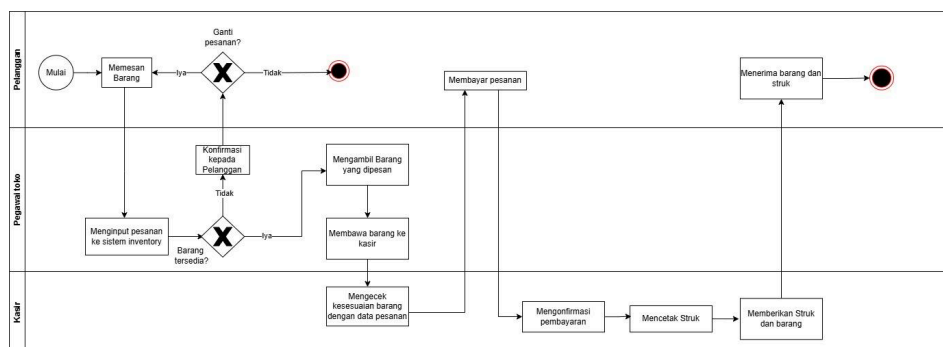 Pelanggan
Mulai
Memesan
Barang
Iya
Ganti
pesanan?
Tidak
Membayar pesanan
Menerima barang dan
struk
Pegawai toko
Menginput pesanan
ke sistem inventory
Barang
tersedia?
Tidak
Konfirmasi
kepada
Pelanggan
Iya
Mengambil Barang
yang dipesan
Membawa barang ke
kasir
Kasir
Mengecek
kesesuaian barang
dengan data pesanan
Mengonfirmasi
pembayaran
Mencetak Struk
Memberikan Struk
dan barang